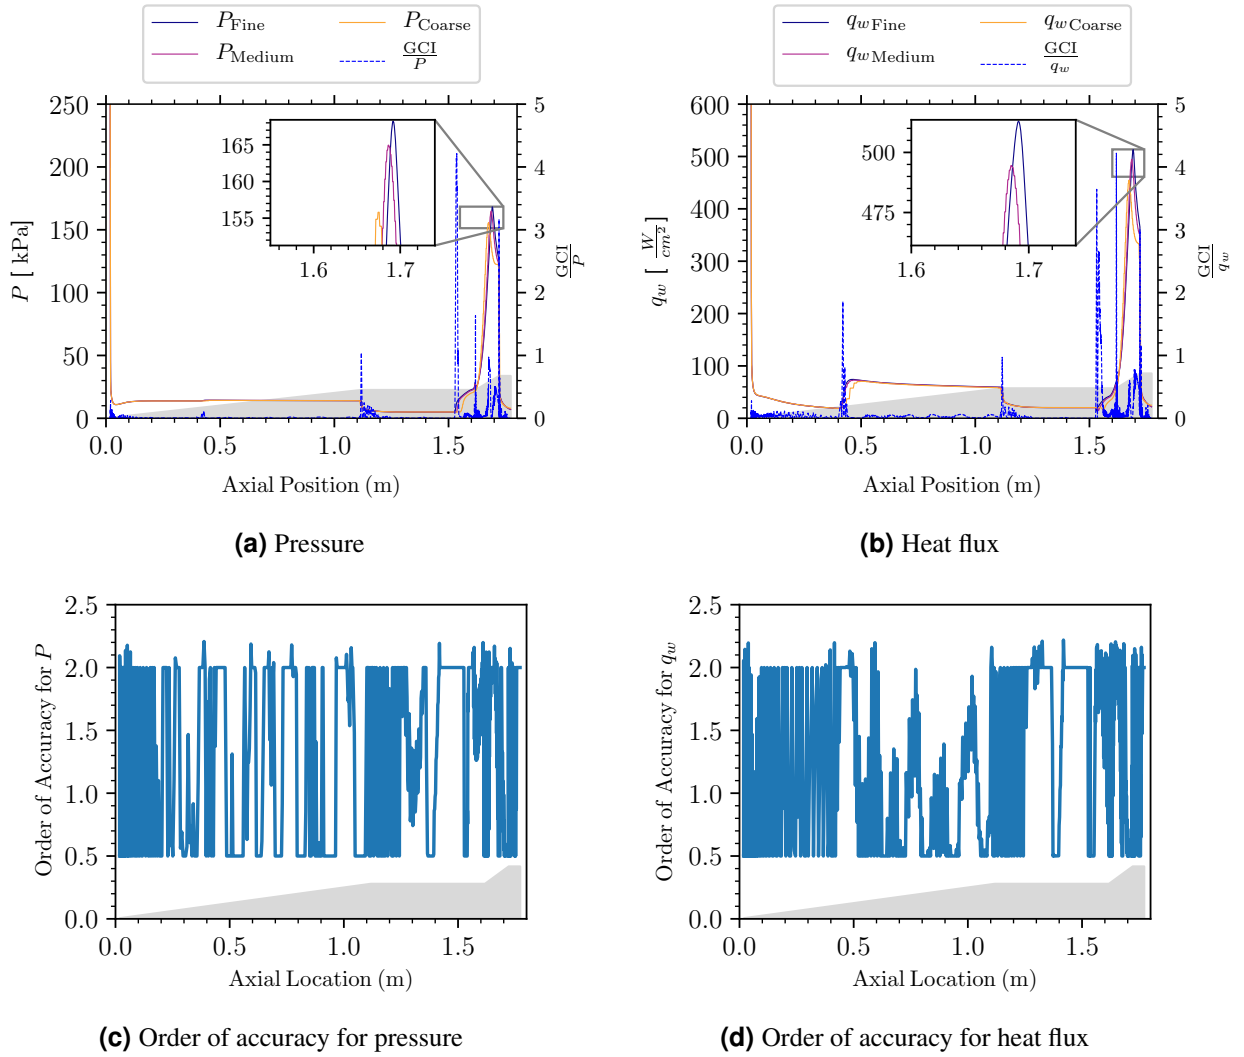 P_Fine P_Coarse
P_Medium GCI/P
q_w Fine q_w Coarse
q_w Medium GCI/q_w
250
200
150
100
50
0
P [ kPa]
165
160
155
1.6 1.7
5
4
3
2
1
0
GCI/P
0.0 0.5 1.0 1.5
Axial Position (m)
(a) Pressure
600
500
400
300
200
100
0
q_w [ W/cm² ]
500
475
1.6 1.7
5
4
3
2
1
0
GCI/q_w
0.0 0.5 1.0 1.5
Axial Position (m)
(b) Heat flux
2.5
2.0
1.5
1.0
0.5
0.0
Order of Accuracy for P
0.0 0.5 1.0 1.5
Axial Location (m)
(c) Order of accuracy for pressure
2.5
2.0
1.5
1.0
0.5
0.0
Order of Accuracy for q_w
0.0 0.5 1.0 1.5
Axial Location (m)
(d) Order of accuracy for heat flux